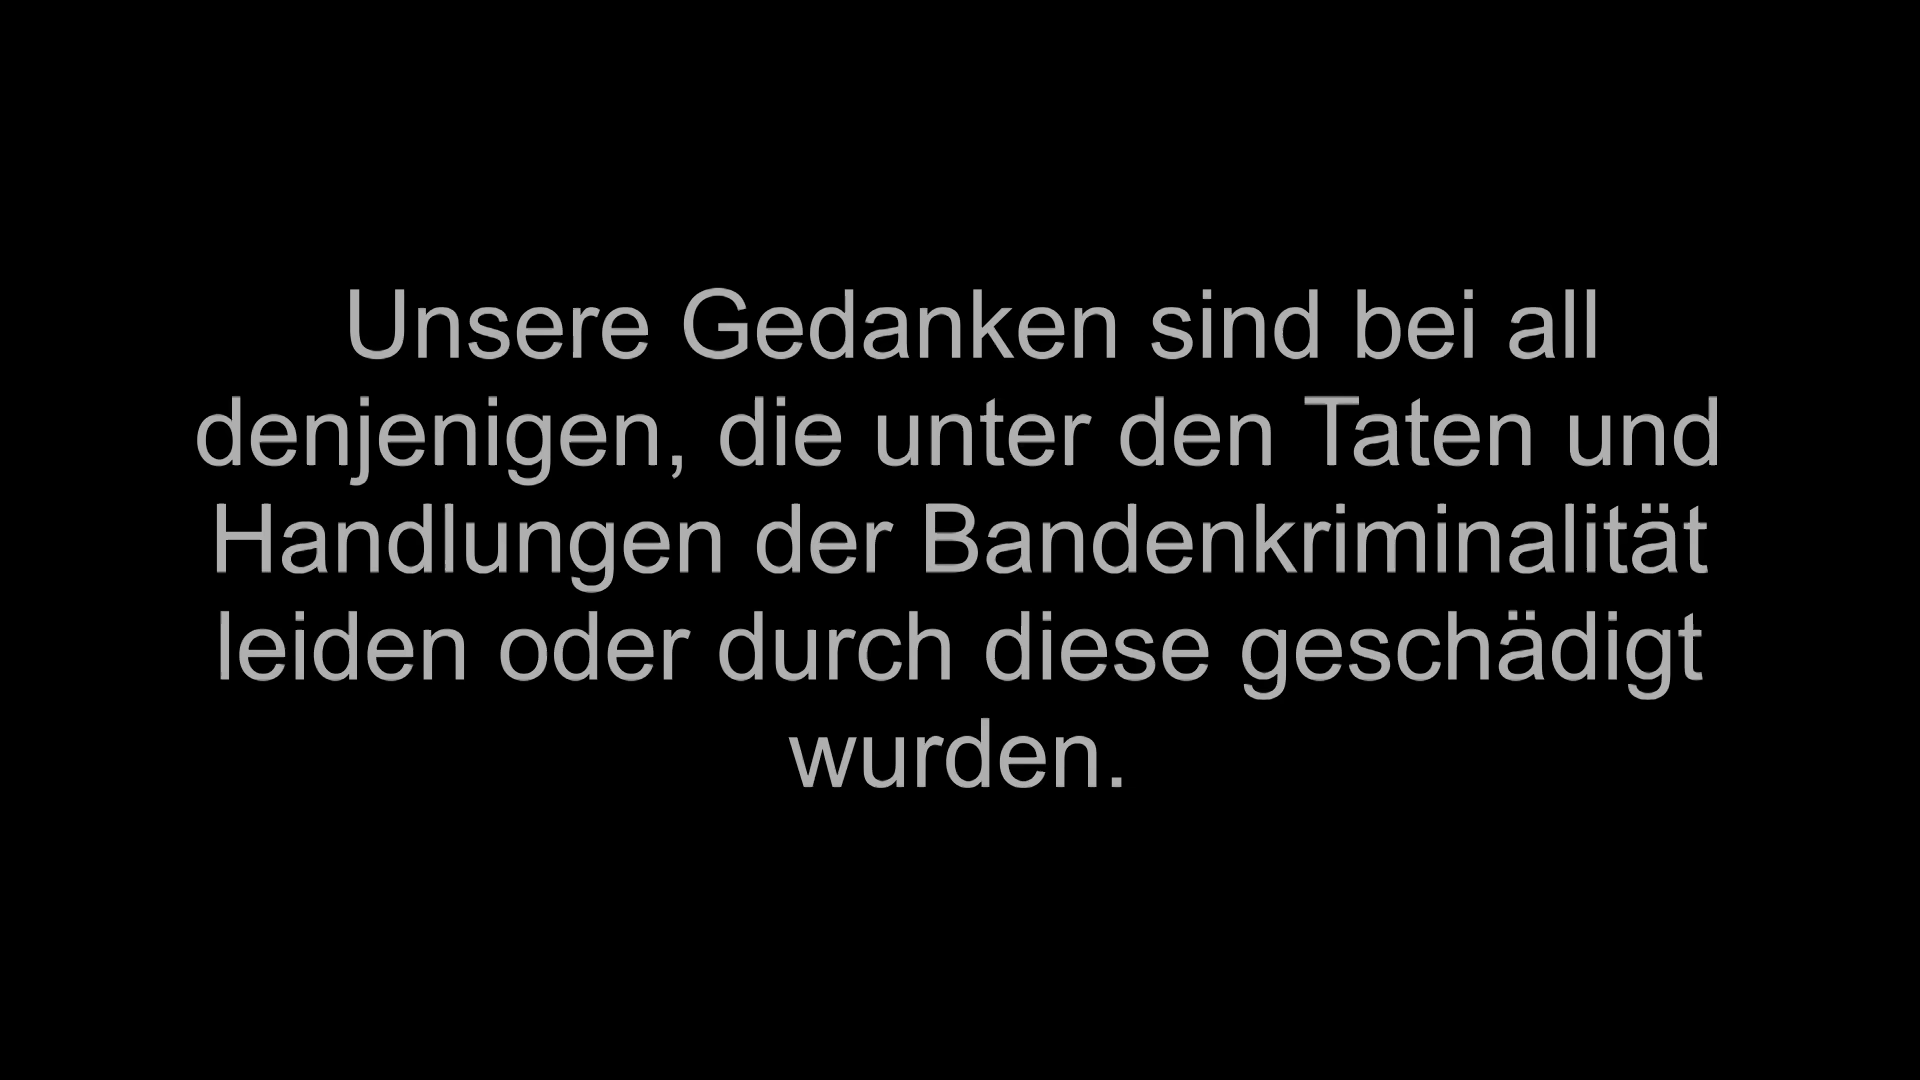 Unsere Gedanken sind bei all
denjenigen, die unter den Taten und
Handlungen der Bandenkriminalität
leiden oder durch diese geschädigt
wurden.